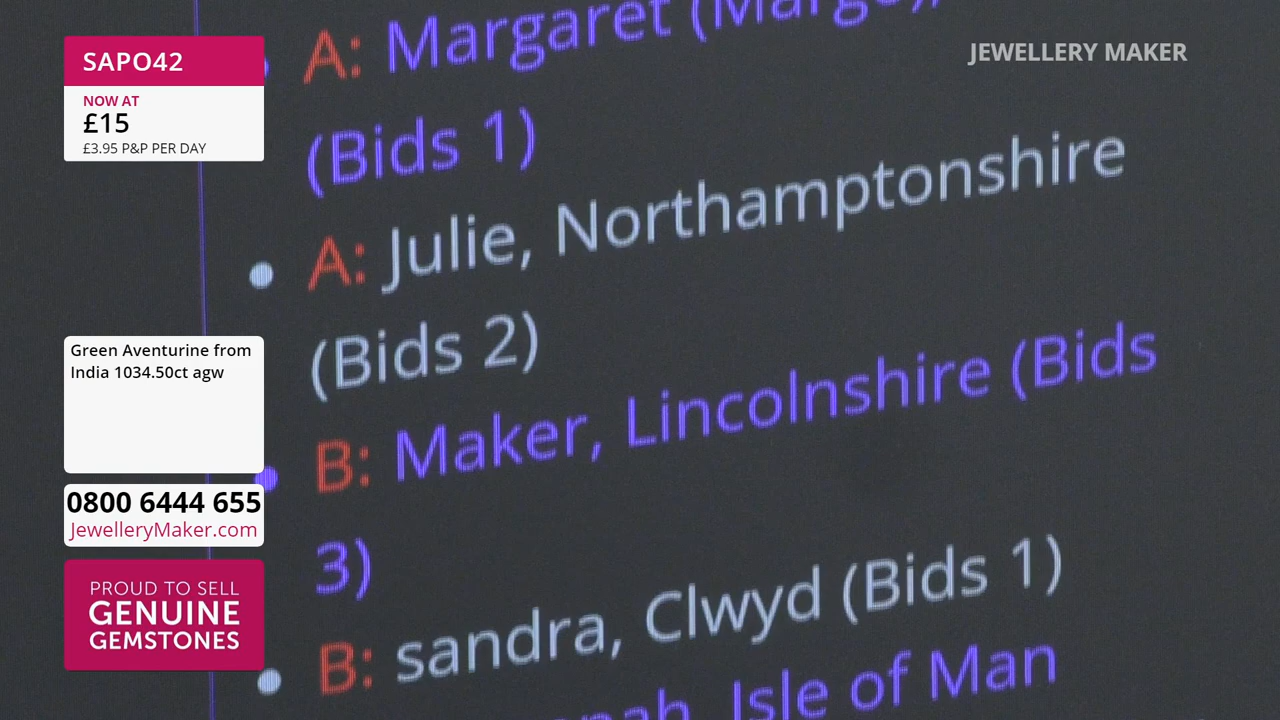 SAPO42
NOW AT
£15
£3.95 P&P PER DAY
JEWELLERY MAKER
A: Margaret (Marge),
(Bids 1)
• A: Julie, Northamptonshire
(Bids 2)
• B: Maker, Lincolnshire (Bids
3)
• B: sandra, Clwyd (Bids 1)
Isle of Man
Green Aventurine from
India 1034.50ct agw
0800 6444 655
JewelleryMaker.com
PROUD TO SELL
GENUINE
GEMSTONES